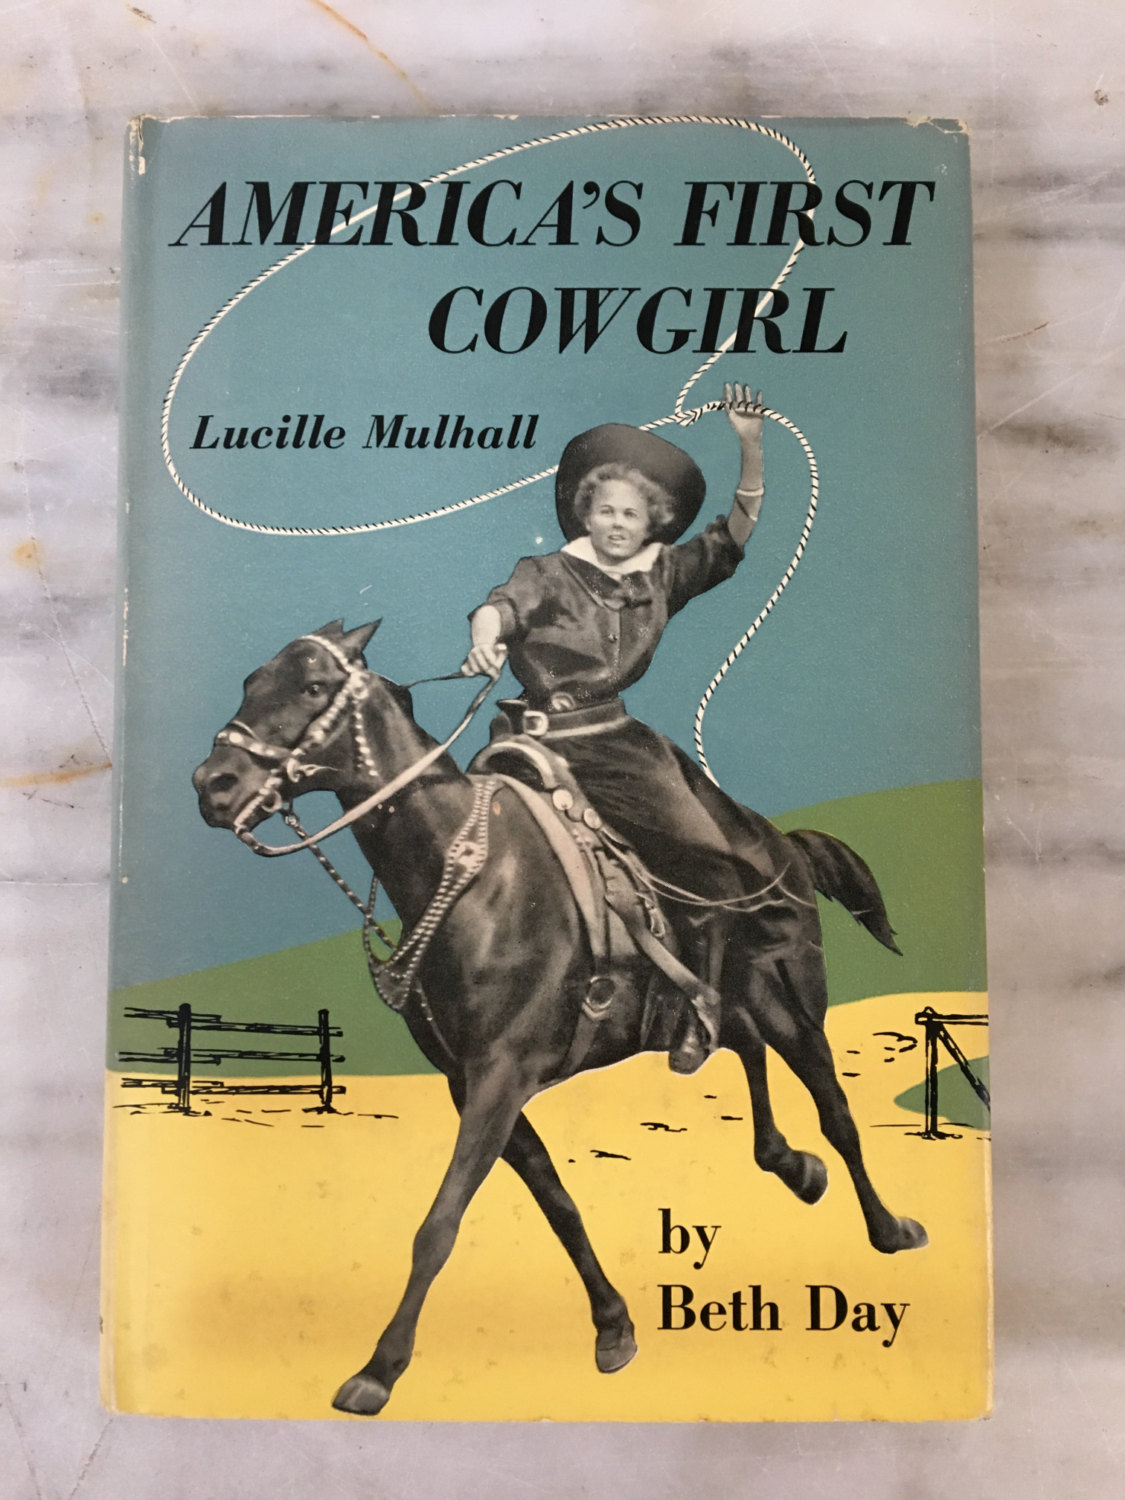 AMERICA'S FIRST
COWGIRL
Lucille Mulhall
by
Beth Day